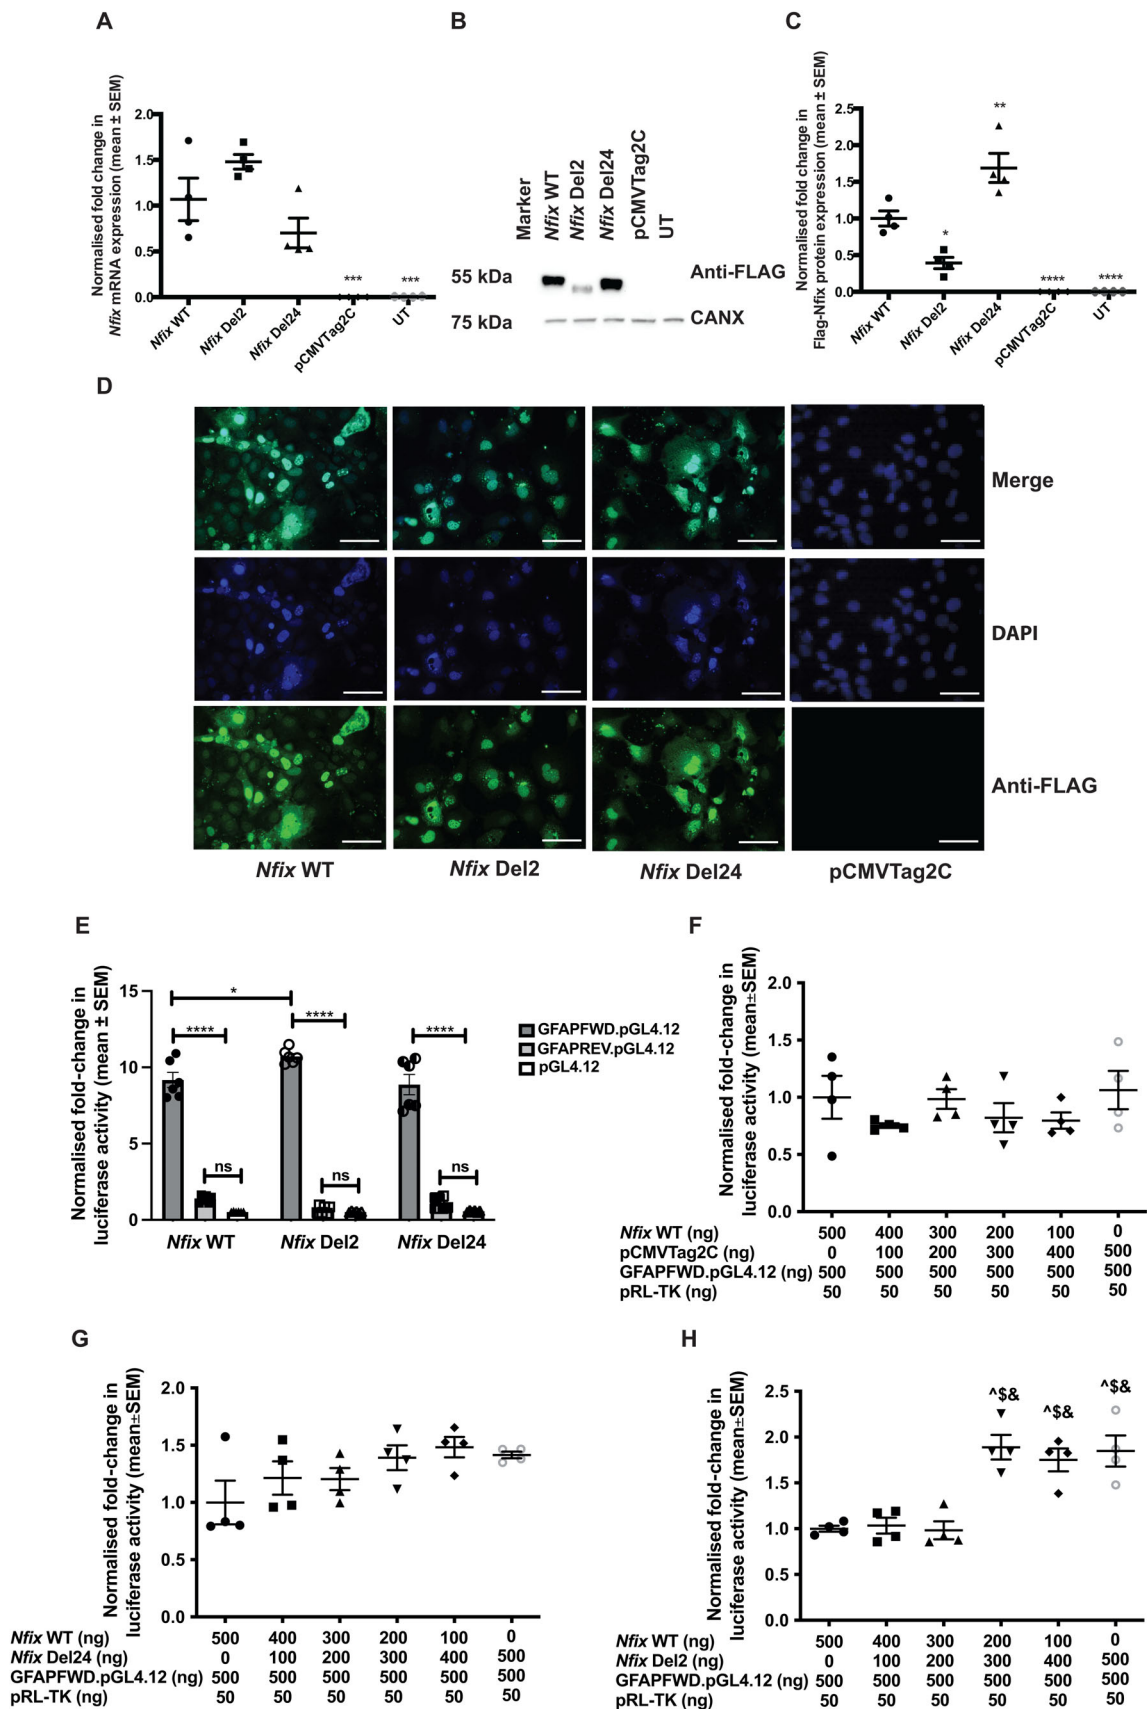 A
Normalised fold change in
Nfix mRNA expression (mean ± SEM)
2.0
1.5
1.0
0.5
0.0
***
***
Nfix WT
Nfix Del2
Nfix Del24
pCMVTag2C
UT
B
Marker
Nfix WT
Nfix Del2
Nfix Del24
pCMVTag2C
UT
55 kDa
Anti-FLAG
75 kDa
CANX
C
Normalised fold change in
Flag-Nfix protein expression (mean ± SEM)
2.5
2.0
1.5
1.0
0.5
0.0
*
**
****
****
Nfix WT
Nfix Del2
Nfix Del24
pCMVTag2C
UT
D
Merge
DAPI
Anti-FLAG
Nfix WT
Nfix Del2
Nfix Del24
pCMVTag2C
E
Normalised fold-change in
luciferase activity (mean ± SEM)
15
10
5
0
*
****
****
****
ns
ns
ns
Nfix WT
Nfix Del2
Nfix Del24
GFAPFWD.pGL4.12
GFAPREV.pGL4.12
pGL4.12
F
Normalised fold-change in
luciferase activity (mean±SEM)
2.0
1.5
1.0
0.5
0.0
Nfix WT (ng) 500 400 300 200 100 0
pCMVTag2C (ng) 0 100 200 300 400 500
GFAPFWD.pGL4.12 (ng) 500 500 500 500 500 500
pRL-TK (ng) 50 50 50 50 50 50
G
Normalised fold-change in
luciferase activity (mean±SEM)
2.0
1.5
1.0
0.5
0.0
Nfix WT (ng) 500 400 300 200 100 0
Nfix Del24 (ng) 0 100 200 300 400 500
GFAPFWD.pGL4.12 (ng) 500 500 500 500 500 500
pRL-TK (ng) 50 50 50 50 50 50
H
Normalised fold-change in
luciferase activity (mean±SEM)
2.5
2.0
1.5
1.0
0.5
0.0
^$&
^$&
^$&
Nfix WT (ng) 500 400 300 200 100 0
Nfix Del2 (ng) 0 100 200 300 400 500
GFAPFWD.pGL4.12 (ng) 500 500 500 500 500 500
pRL-TK (ng) 50 50 50 50 50 50